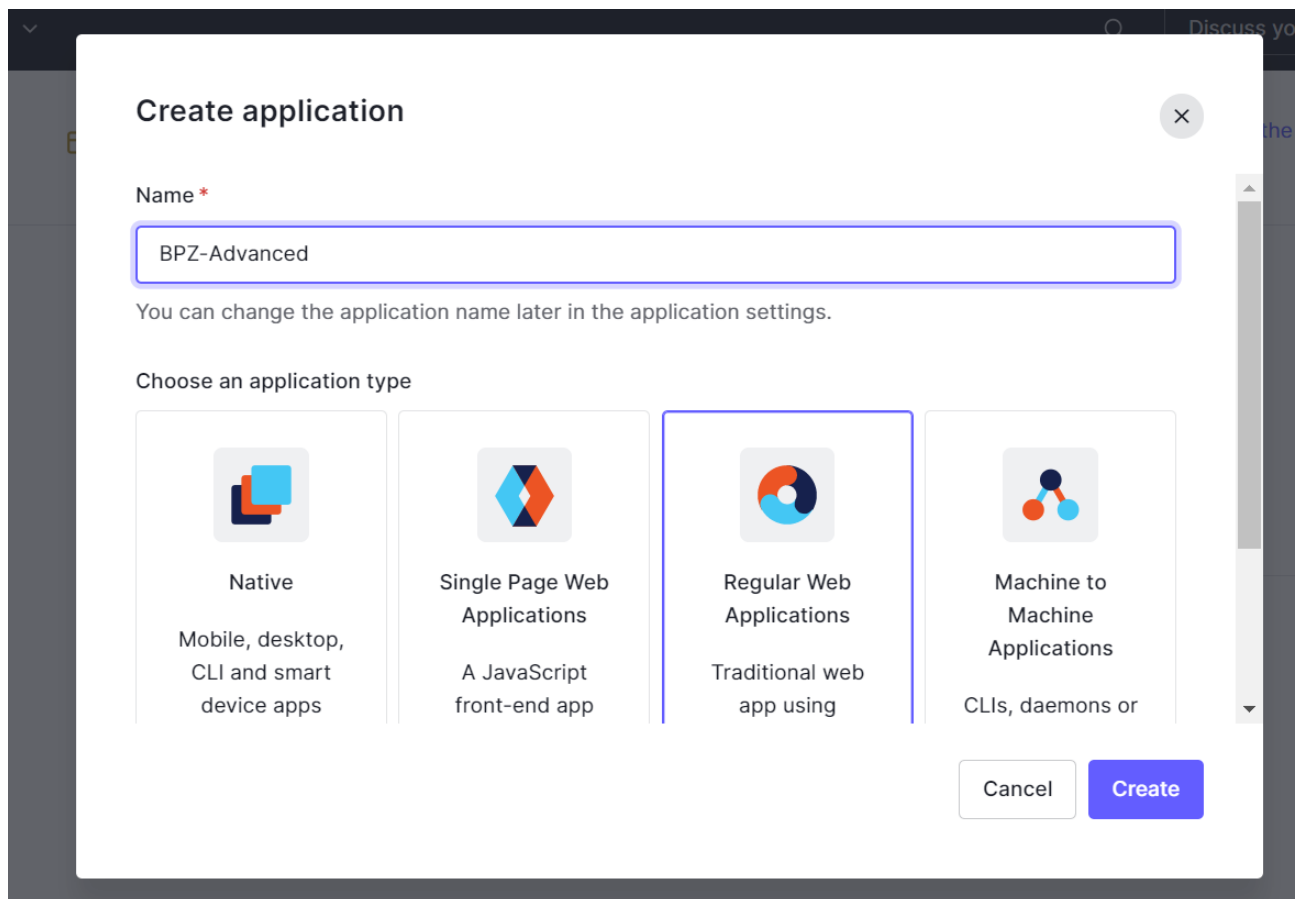 Discuss yo
Create application
the
Name *
BPZ-Advanced
You can change the application name later in the application settings.
Choose an application type
Native
Mobile, desktop,
CLI and smart
device apps
Single Page Web
Applications
A JavaScript
front-end app
Regular Web
Applications
Traditional web
app using
Machine to
Machine
Applications
CLIs, daemons or
Cancel
Create